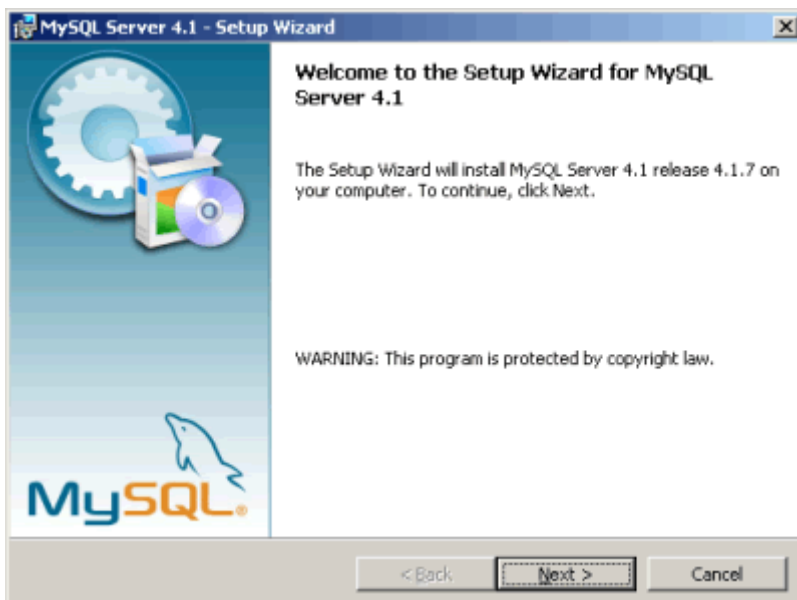 MySQL Server 4.1 - Setup Wizard
Welcome to the Setup Wizard for MySQL
Server 4.1
The Setup Wizard will install MySQL Server 4.1 release 4.1.7 on
your computer. To continue, click Next.
WARNING: This program is protected by copyright law.
MySQL®
< Back
Next >
Cancel